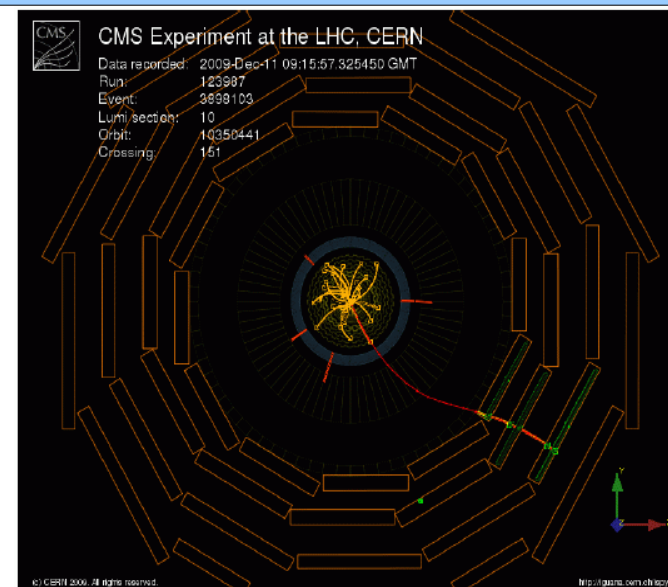 CMS
CMS Experiment at the LHC, CERN
Data recorded: 2009-Dec-11 09:15:57.325450 GMT
Run: 123987
Event: 3998103
Lumi section: 10
Orbit: 10350441
Crossing: 151
(c) CERN 2009. All rights reserved.